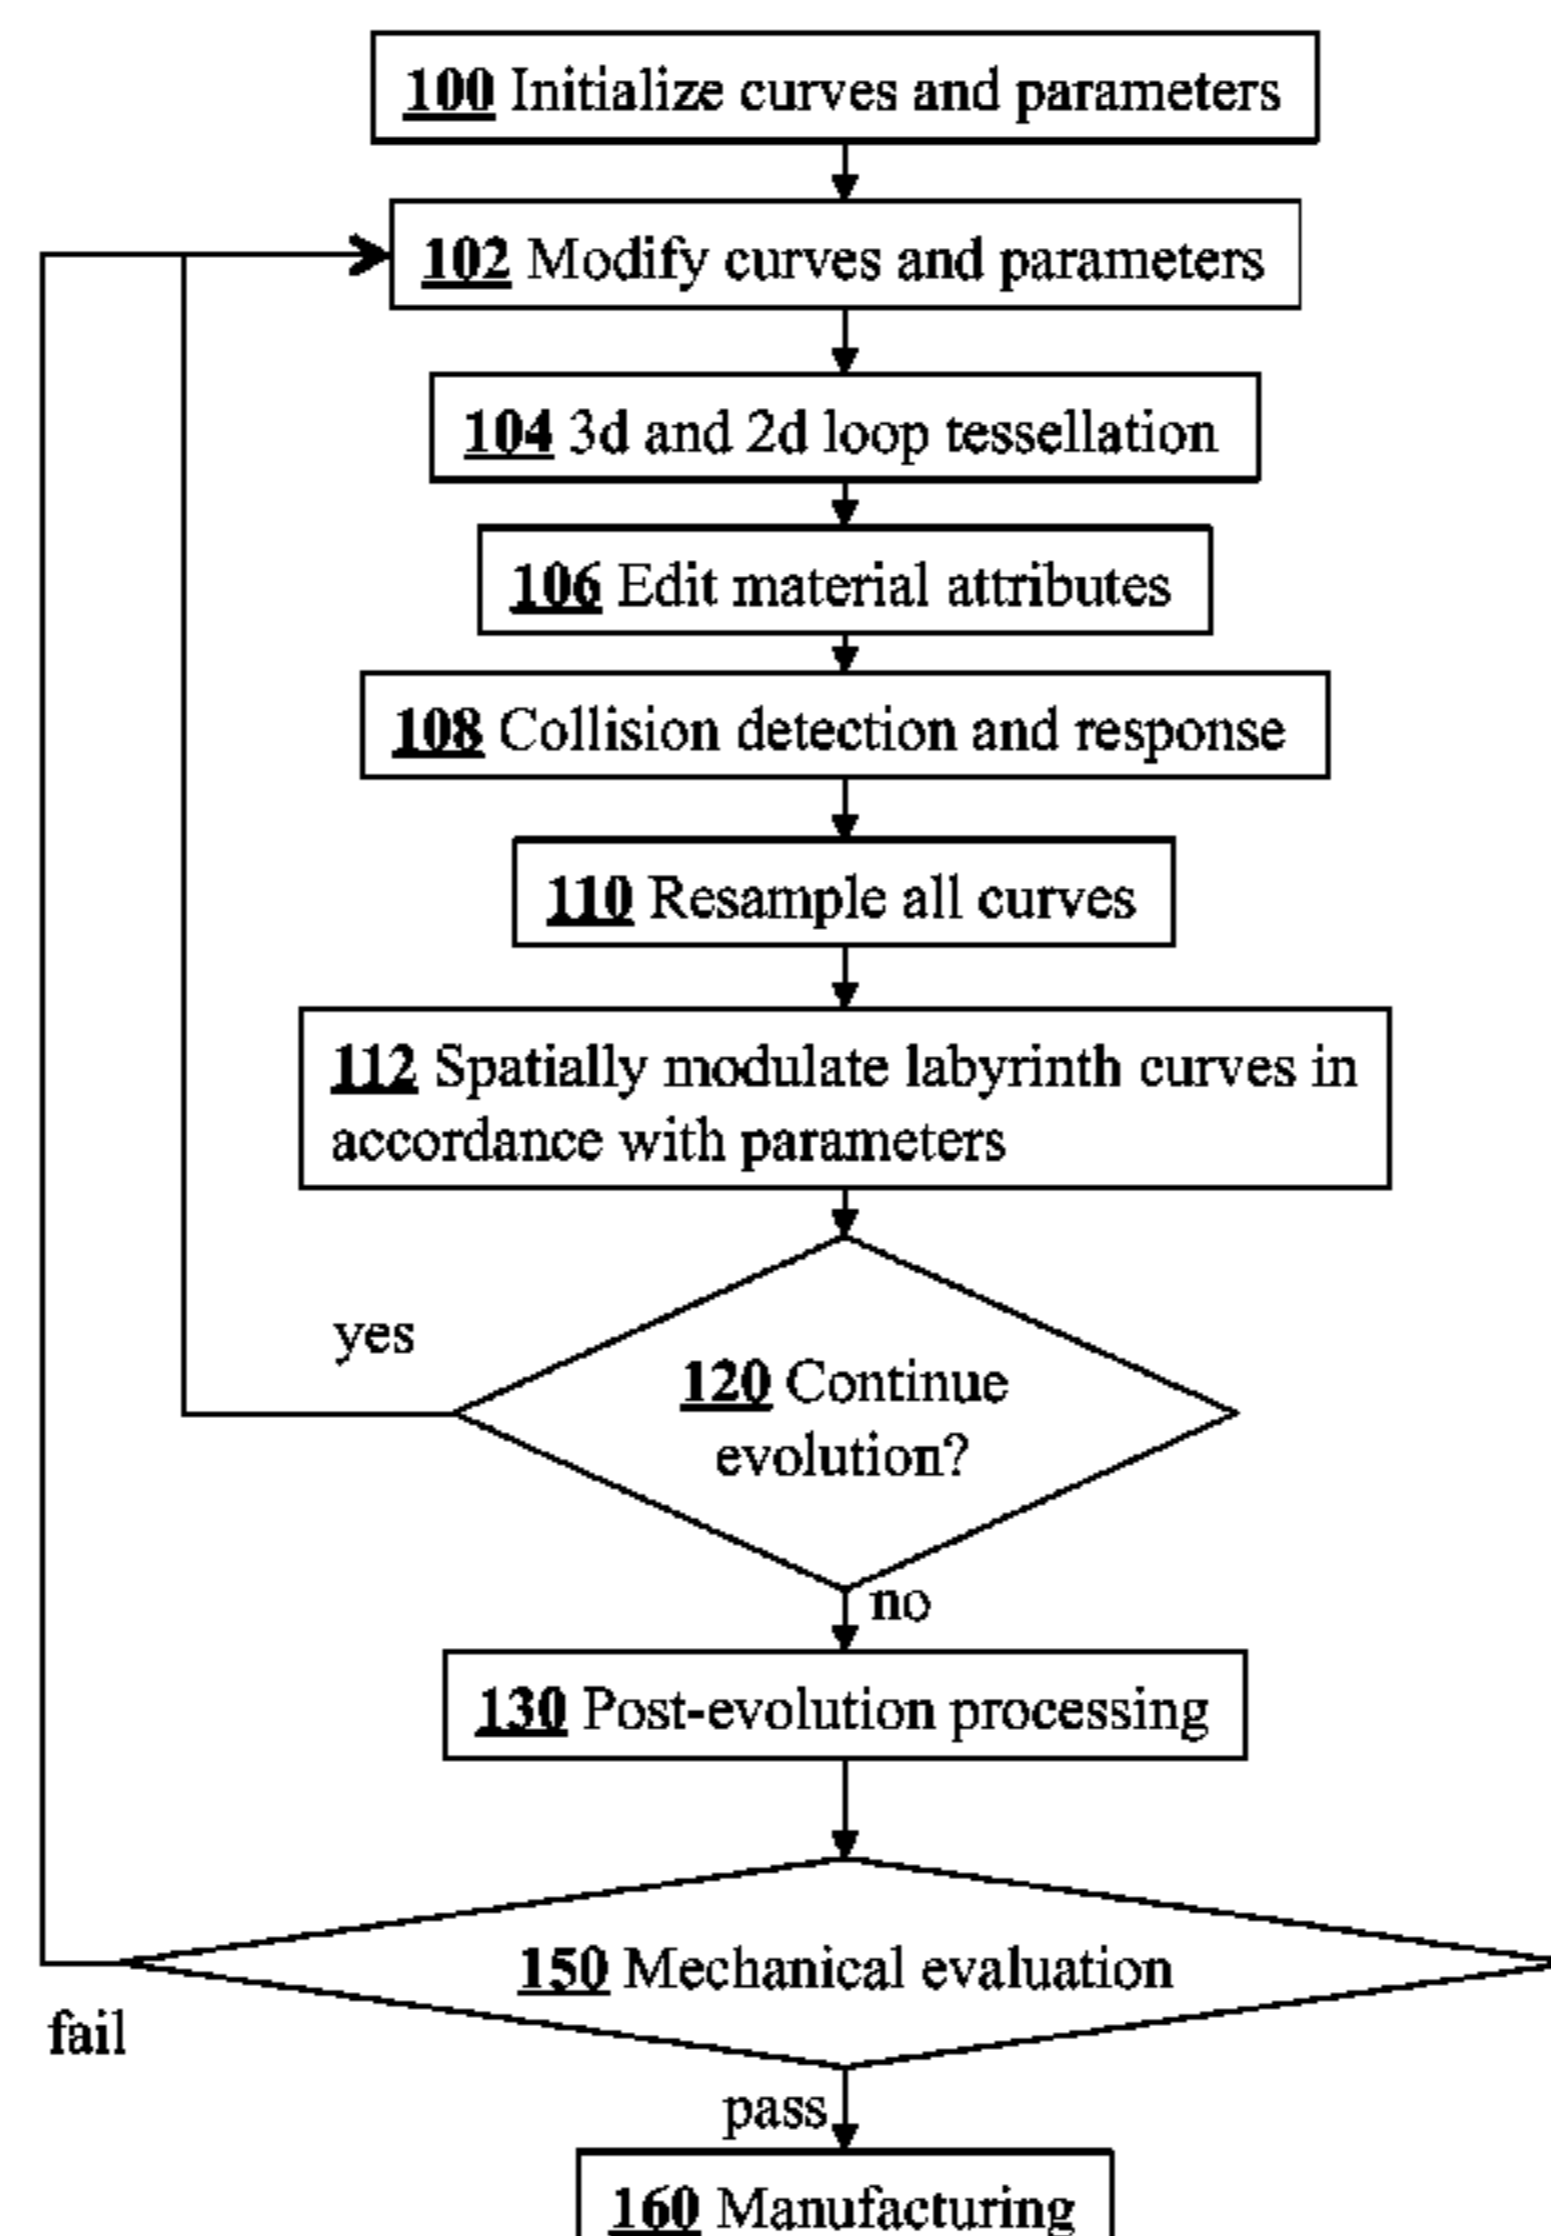 100 Initialize curves and parameters
102 Modify curves and parameters
104 3d and 2d loop tessellation
106 Edit material attributes
108 Collision detection and response
110 Resample all curves
112 Spatially modulate labyrinth curves in
accordance with parameters
yes
120 Continue
evolution?
no
130 Post-evolution processing
150 Mechanical evaluation
fail
pass
160 Manufacturing